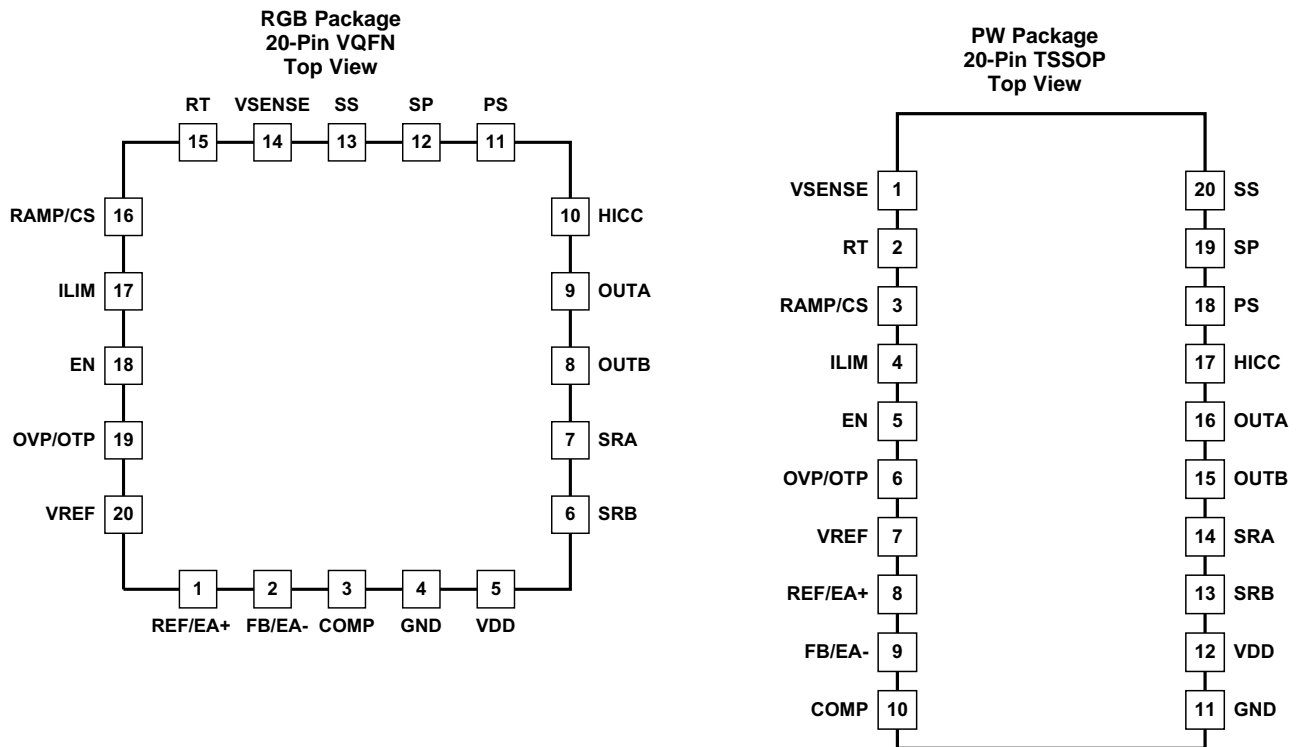 RGB Package
20-Pin VQFN
Top View
RT VSENSE SS SP PS
15 14 13 12 11
RAMP/CS 16 10 HICC
ILIM 17 9 OUTA
EN 18 8 OUTB
OVP/OTP 19 7 SRA
VREF 20 6 SRB
1 2 3 4 5
REF/EA+ FB/EA- COMP GND VDD
PW Package
20-Pin TSSOP
Top View
VSENSE 1 20 SS
RT 2 19 SP
RAMP/CS 3 18 PS
ILIM 4 17 HICC
EN 5 16 OUTA
OVP/OTP 6 15 OUTB
VREF 7 14 SRA
REF/EA+ 8 13 SRB
FB/EA- 9 12 VDD
COMP 10 11 GND